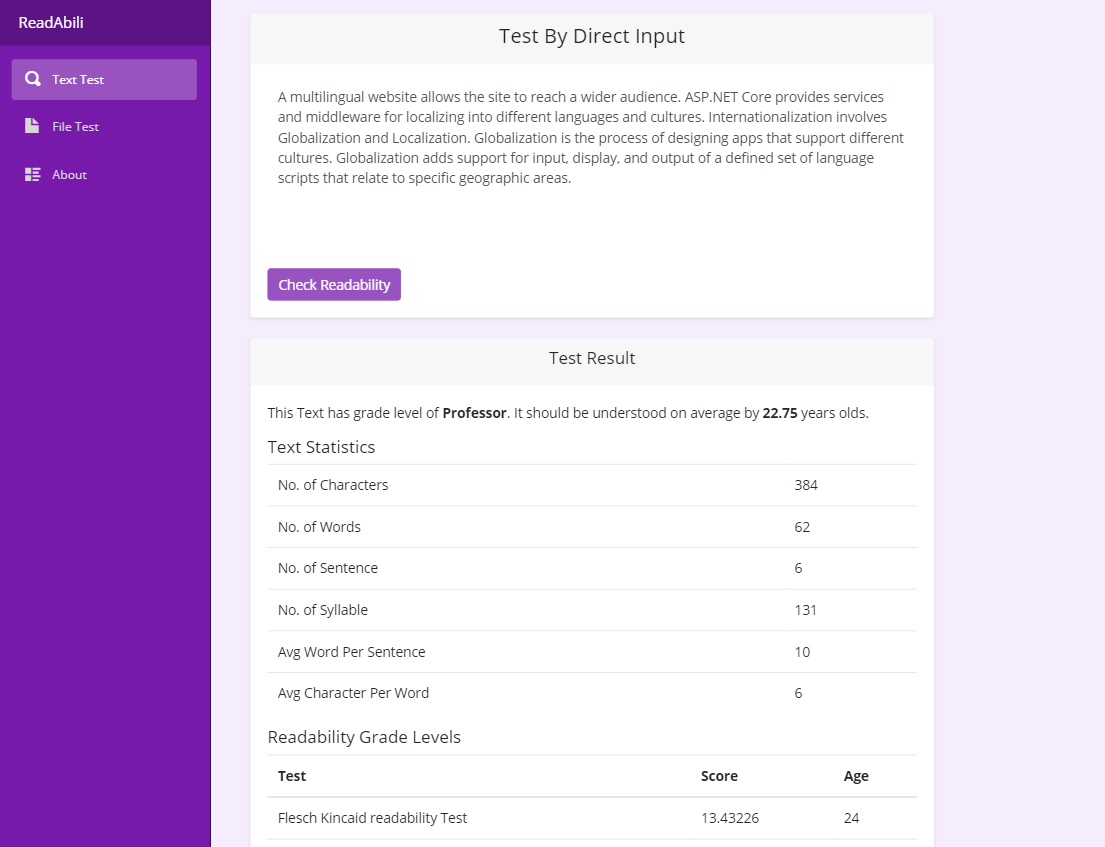 ReadAbili
Text Test
File Test
About
Test By Direct Input
A multilingual website allows the site to reach a wider audience. ASP.NET Core provides services
and middleware for localizing into different languages and cultures. Internationalization involves
Globalization and Localization. Globalization is the process of designing apps that support different
cultures. Globalization adds support for input, display, and output of a defined set of language
scripts that relate to specific geographic areas.
Check Readability
Test Result
This Text has grade level of Professor. It should be understood on average by 22.75 years olds.
Text Statistics
No. of Characters 384
No. of Words 62
No. of Sentence 6
No. of Syllable 131
Avg Word Per Sentence 10
Avg Character Per Word 6
Readability Grade Levels
Test Score Age
Flesch Kincaid readability Test 13.43226 24